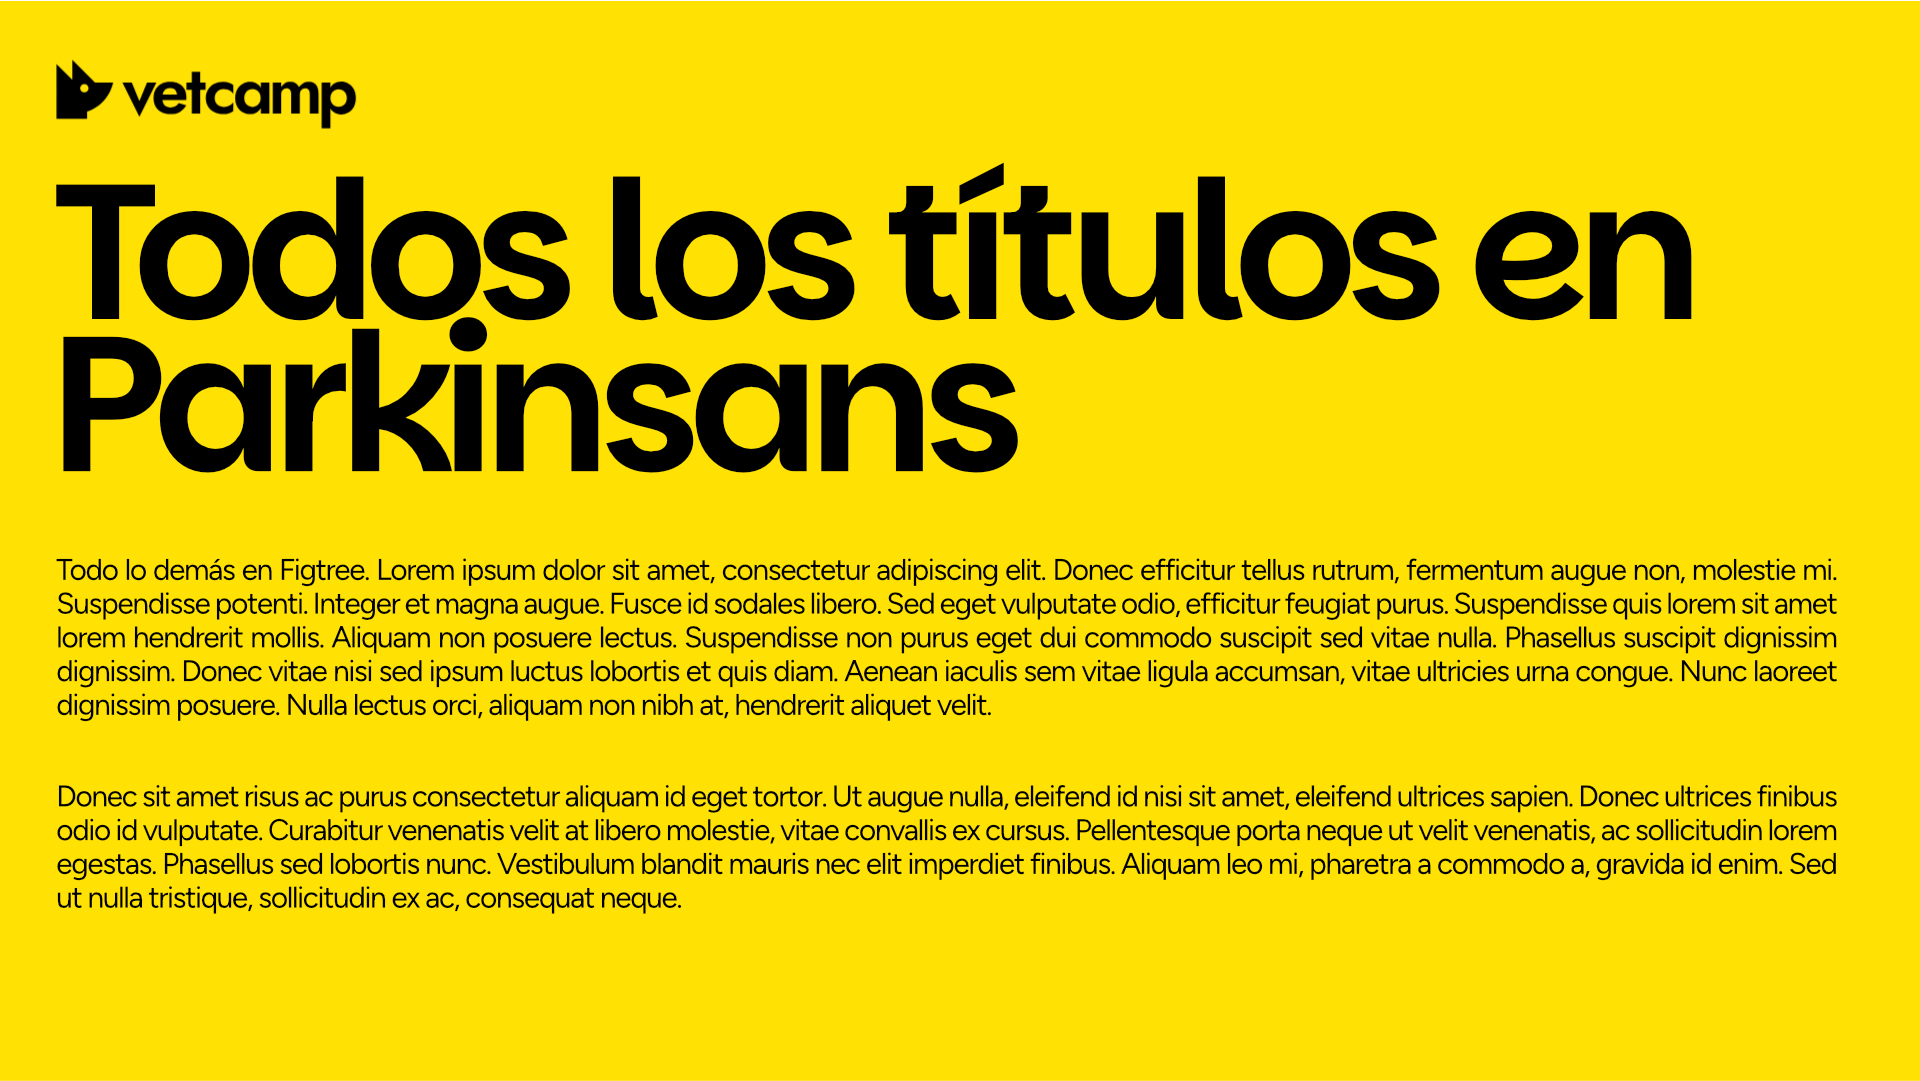 vetcamp
Todos los títulos en
Parkinsans
Todo lo demás en Figtree. Lorem ipsum dolor sit amet, consectetur adipiscing elit. Donec efficitur tellus rutrum, fermentum augue non, molestie mi.
Suspendisse potenti. Integer et magna augue. Fusce id sodales libero. Sed eget vulputate odio, efficitur feugiat purus. Suspendisse quis lorem sit amet
lorem hendrerit mollis. Aliquam non posuere lectus. Suspendisse non purus eget dui commodo suscipit sed vitae nulla. Phasellus suscipit dignissim
dignissim. Donec vitae nisi sed ipsum luctus lobortis et quis diam. Aenean iaculis sem vitae ligula accumsan, vitae ultricies urna congue. Nunc laoreet
dignissim posuere. Nulla lectus orci, aliquam non nibh at, hendrerit aliquet velit.
Donec sit amet risus ac purus consectetur aliquam id eget tortor. Ut augue nulla, eleifend id nisi sit amet, eleifend ultrices sapien. Donec ultrices finibus
odio id vulputate. Curabitur venenatis velit at libero molestie, vitae convallis ex cursus. Pellentesque porta neque ut velit venenatis, ac sollicitudin lorem
egestas. Phasellus sed lobortis nunc. Vestibulum blandit mauris nec elit imperdiet finibus. Aliquam leo mi, pharetra a commodo a, gravida id enim. Sed
ut nulla tristique, sollicitudin ex ac, consequat neque.